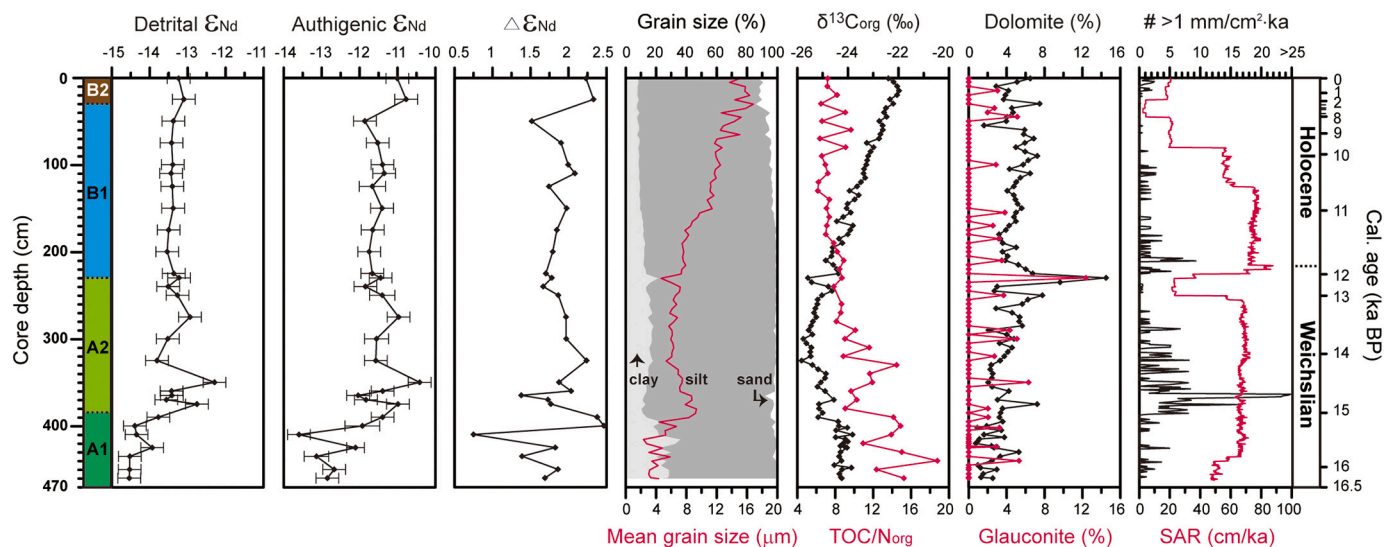 Detrital εNd
Authigenic εNd
△ εNd
Grain size (%)
δ13Corg (‰)
Dolomite (%)
# >1 mm/cm2·ka
-15 -14 -13 -12 -11
-14 -13 -12 -11 -10
0.5 1 1.5 2 2.5
0 20 40 60 80 100
-26 -24 -22 -20
0 4 8 12 16
0 5 10 15 20 >25
Core depth (cm)
0
100
200
300
400
470
B2
B1
A2
A1
clay
silt
sand
0
1
2
8
9
10
11
12
13
14
15
16
16.5
Holocene
Weichslian
Cal. age (ka BP)
0 4 8 12 16
4 8 12 16 20
0 4 8 12 16
0 20 40 60 80 100
Mean grain size (μm)
TOC/Norg
Glauconite (%)
SAR (cm/ka)